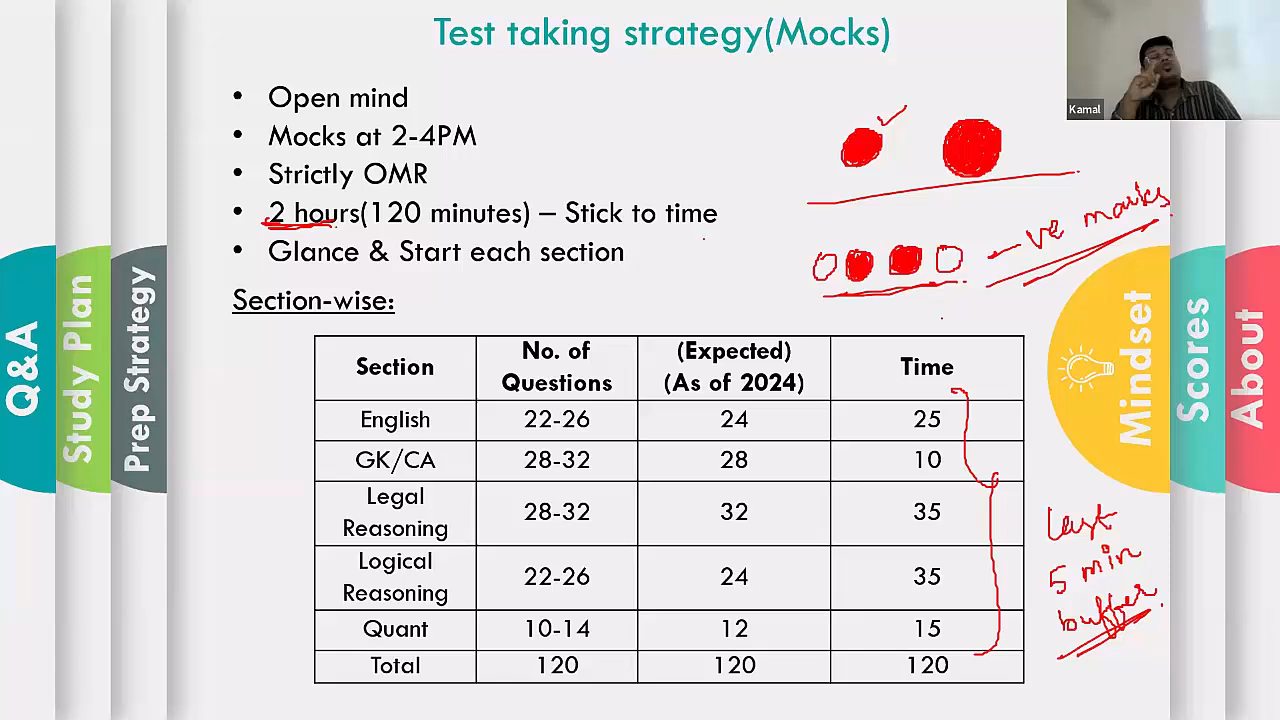 Test taking strategy(Mocks)
Kamal
• Open mind
• Mocks at 2-4PM
• Strictly OMR
• 2 hours(120 minutes) – Stick to time
• Glance & Start each section
-ve marks
Section-wise:
Section No. of Questions (Expected) (As of 2024) Time
English 22-26 24 25
GK/CA 28-32 28 10
Legal Reasoning 28-32 32 35
Logical Reasoning 22-26 24 35
Quant 10-14 12 15
Total 120 120 120
last
5 min
buffer
Q&A
Study Plan
Prep Strategy
Mindset
Scores
About